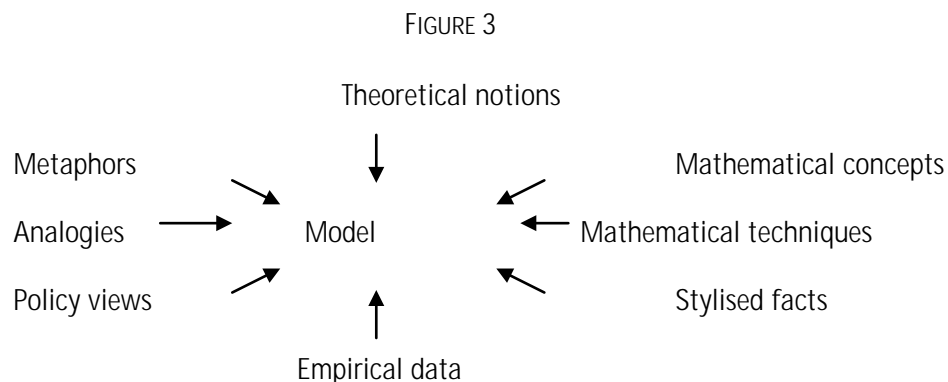 FIGURE 3
Theoretical notions
Metaphors Mathematical concepts
Analogies Model Mathematical techniques
Policy views Stylised facts
Empirical data